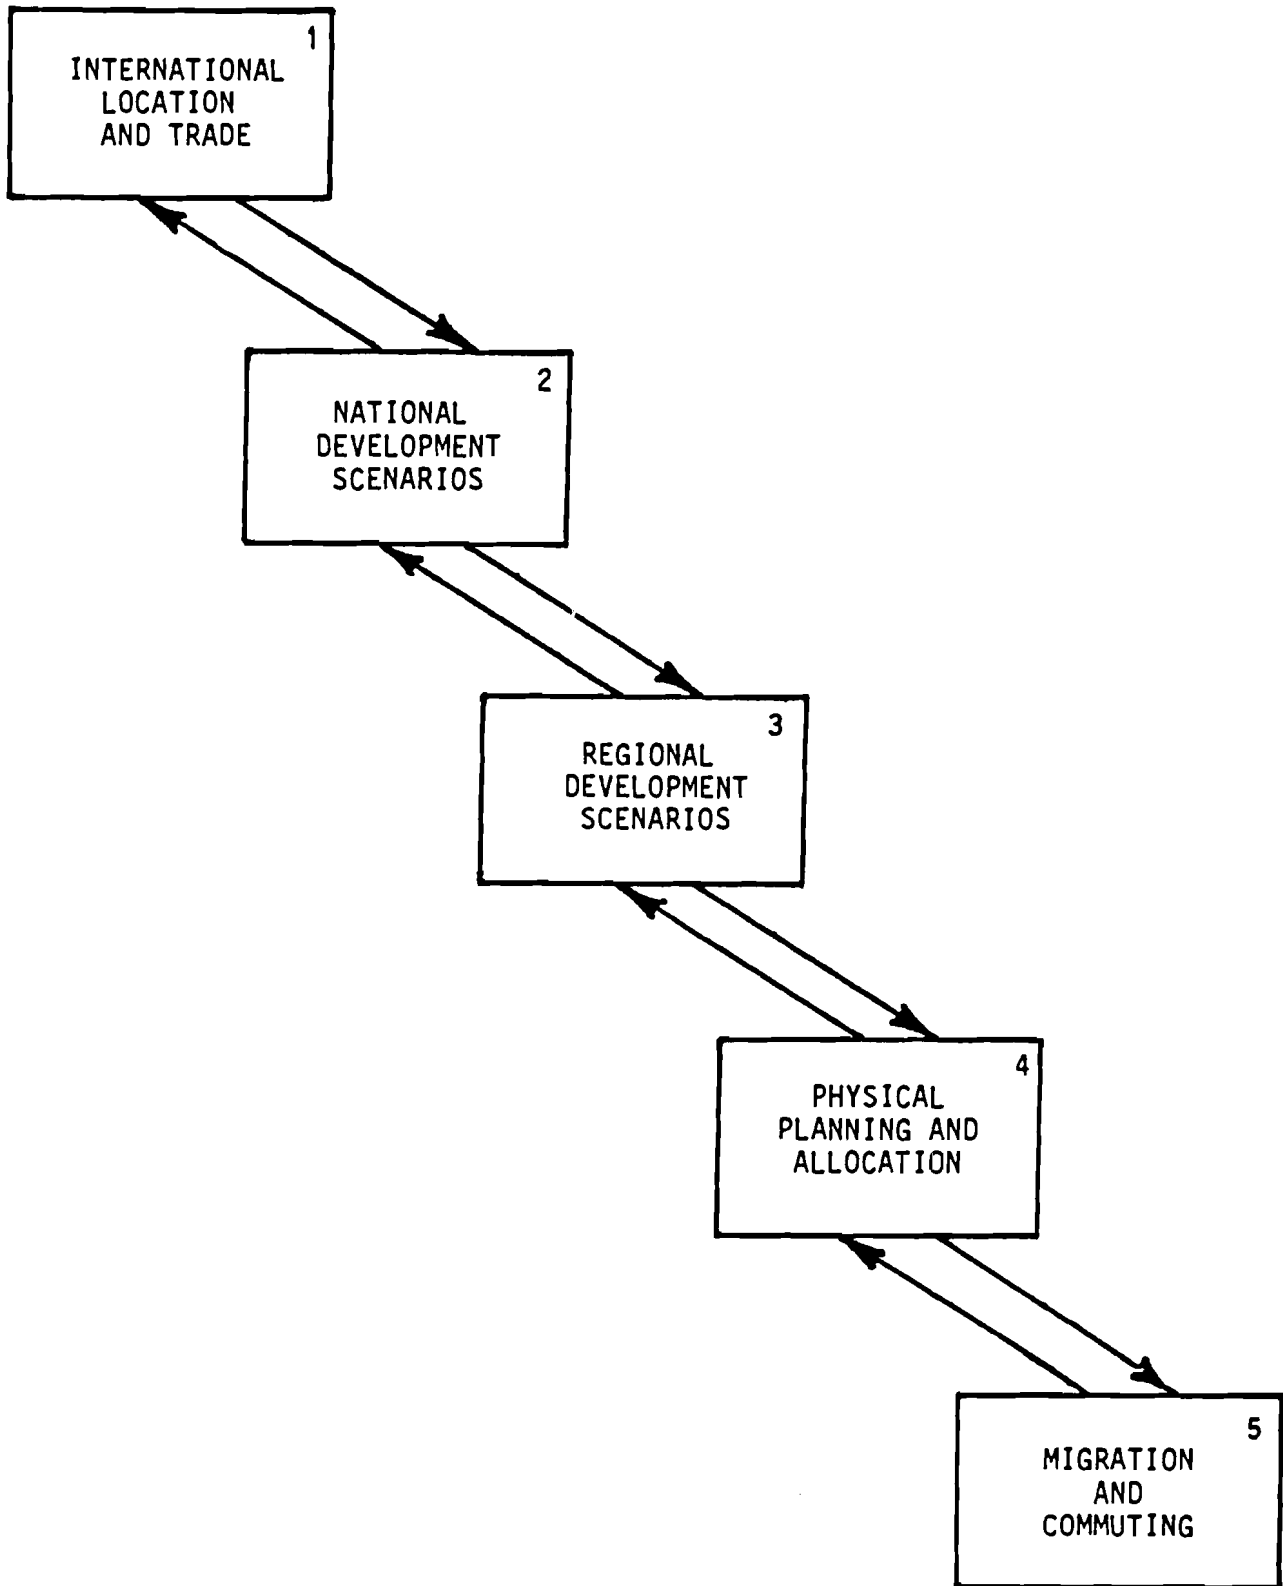 1
INTERNATIONAL
LOCATION
AND TRADE
2
NATIONAL
DEVELOPMENT
SCENARIOS
3
REGIONAL
DEVELOPMENT
SCENARIOS
4
PHYSICAL
PLANNING AND
ALLOCATION
5
MIGRATION
AND
COMMUTING